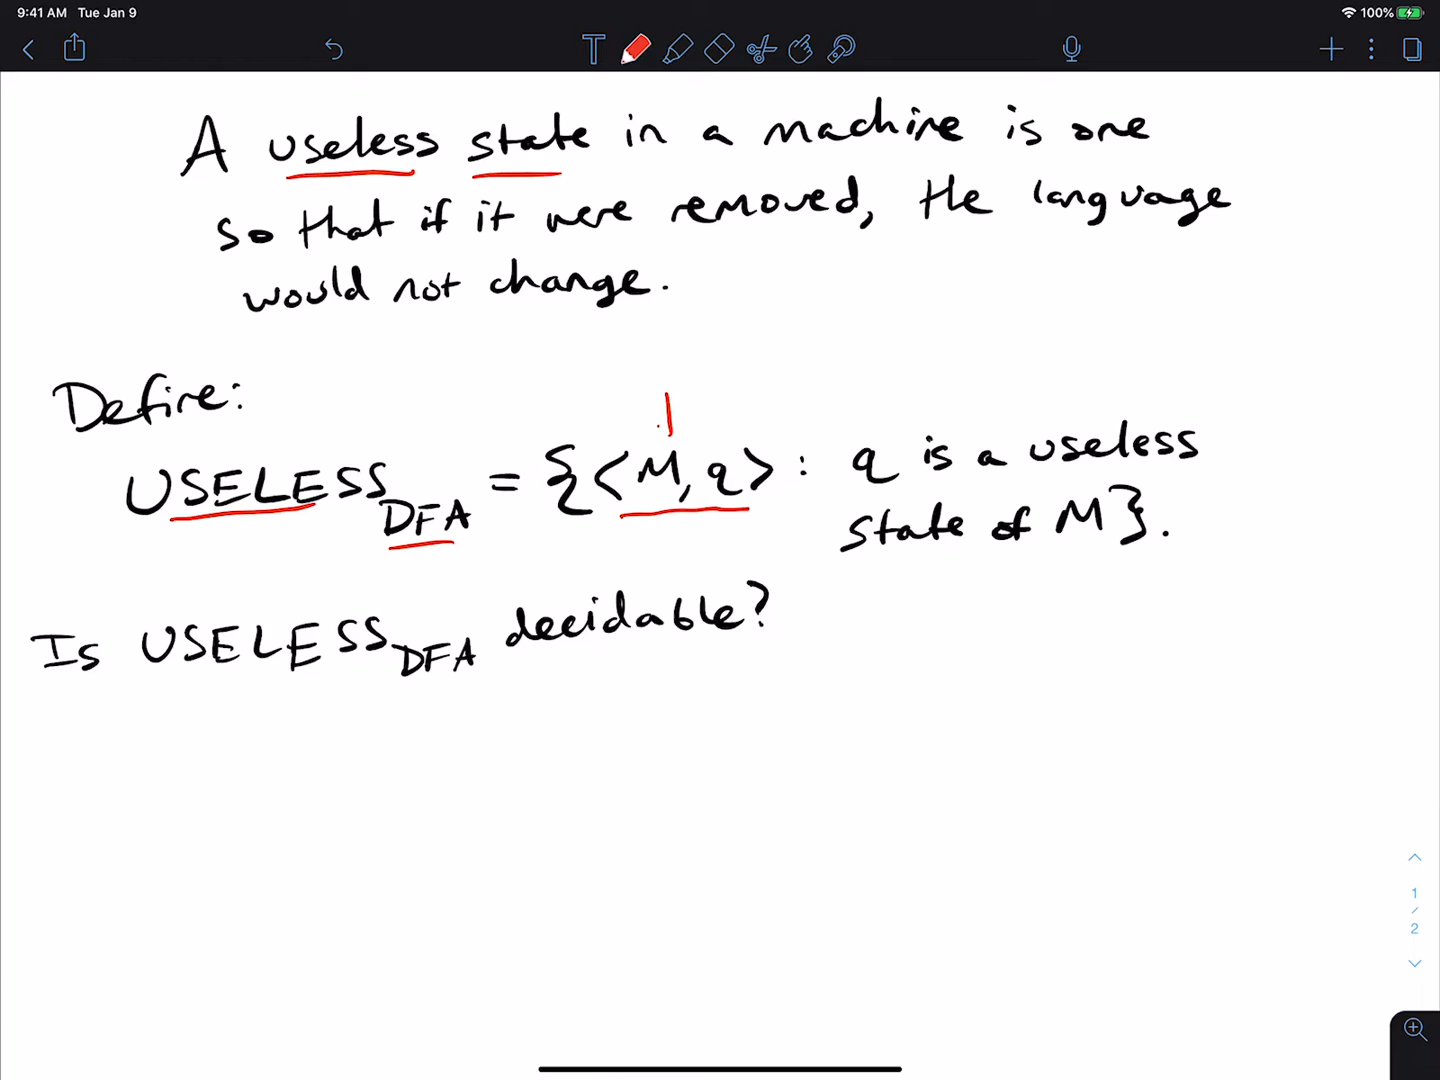 9:41 AM Tue Jan 9
100%
A useless state in a machine is one
so that if it were removed, the language
would not change.
Define:
USELESS_DFA = {<M, q> : q is a useless
state of M}.
Is USELESS_DFA decidable?
1
/
2